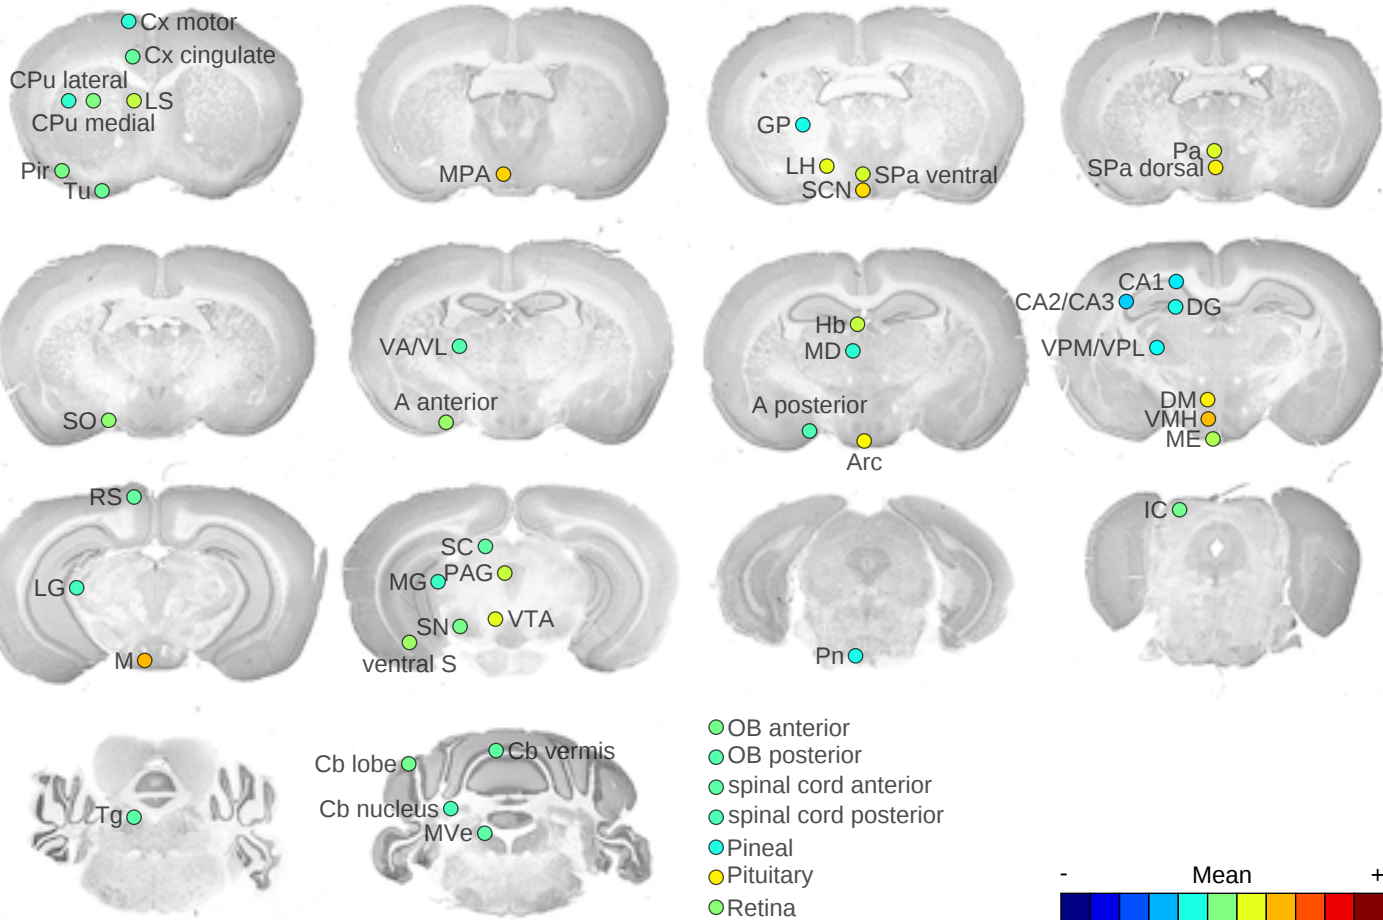 Cx motor
Cx cingulate
CPu lateral
LS
CPu medial
Pir
Tu
MPA
GP
LH
SPa ventral
SCN
Pa
SPa dorsal
SO
VA/VL
A anterior
Hb
MD
A posterior
Arc
CA1
CA2/CA3
DG
VPM/VPL
DM
VMH
ME
RS
LG
M
SC
MG
PAG
SN
VTA
ventral S
Pn
IC
Tg
Cb lobe
Cb vermis
Cb nucleus
MVe
OB anterior
OB posterior
spinal cord anterior
spinal cord posterior
Pineal
Pituitary
Retina
- Mean +